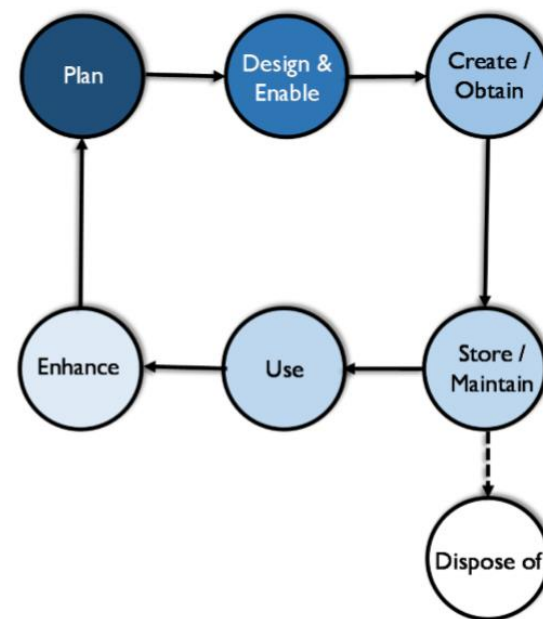 Plan
Design &
Enable
Create /
Obtain
Enhance
Use
Store /
Maintain
Dispose of